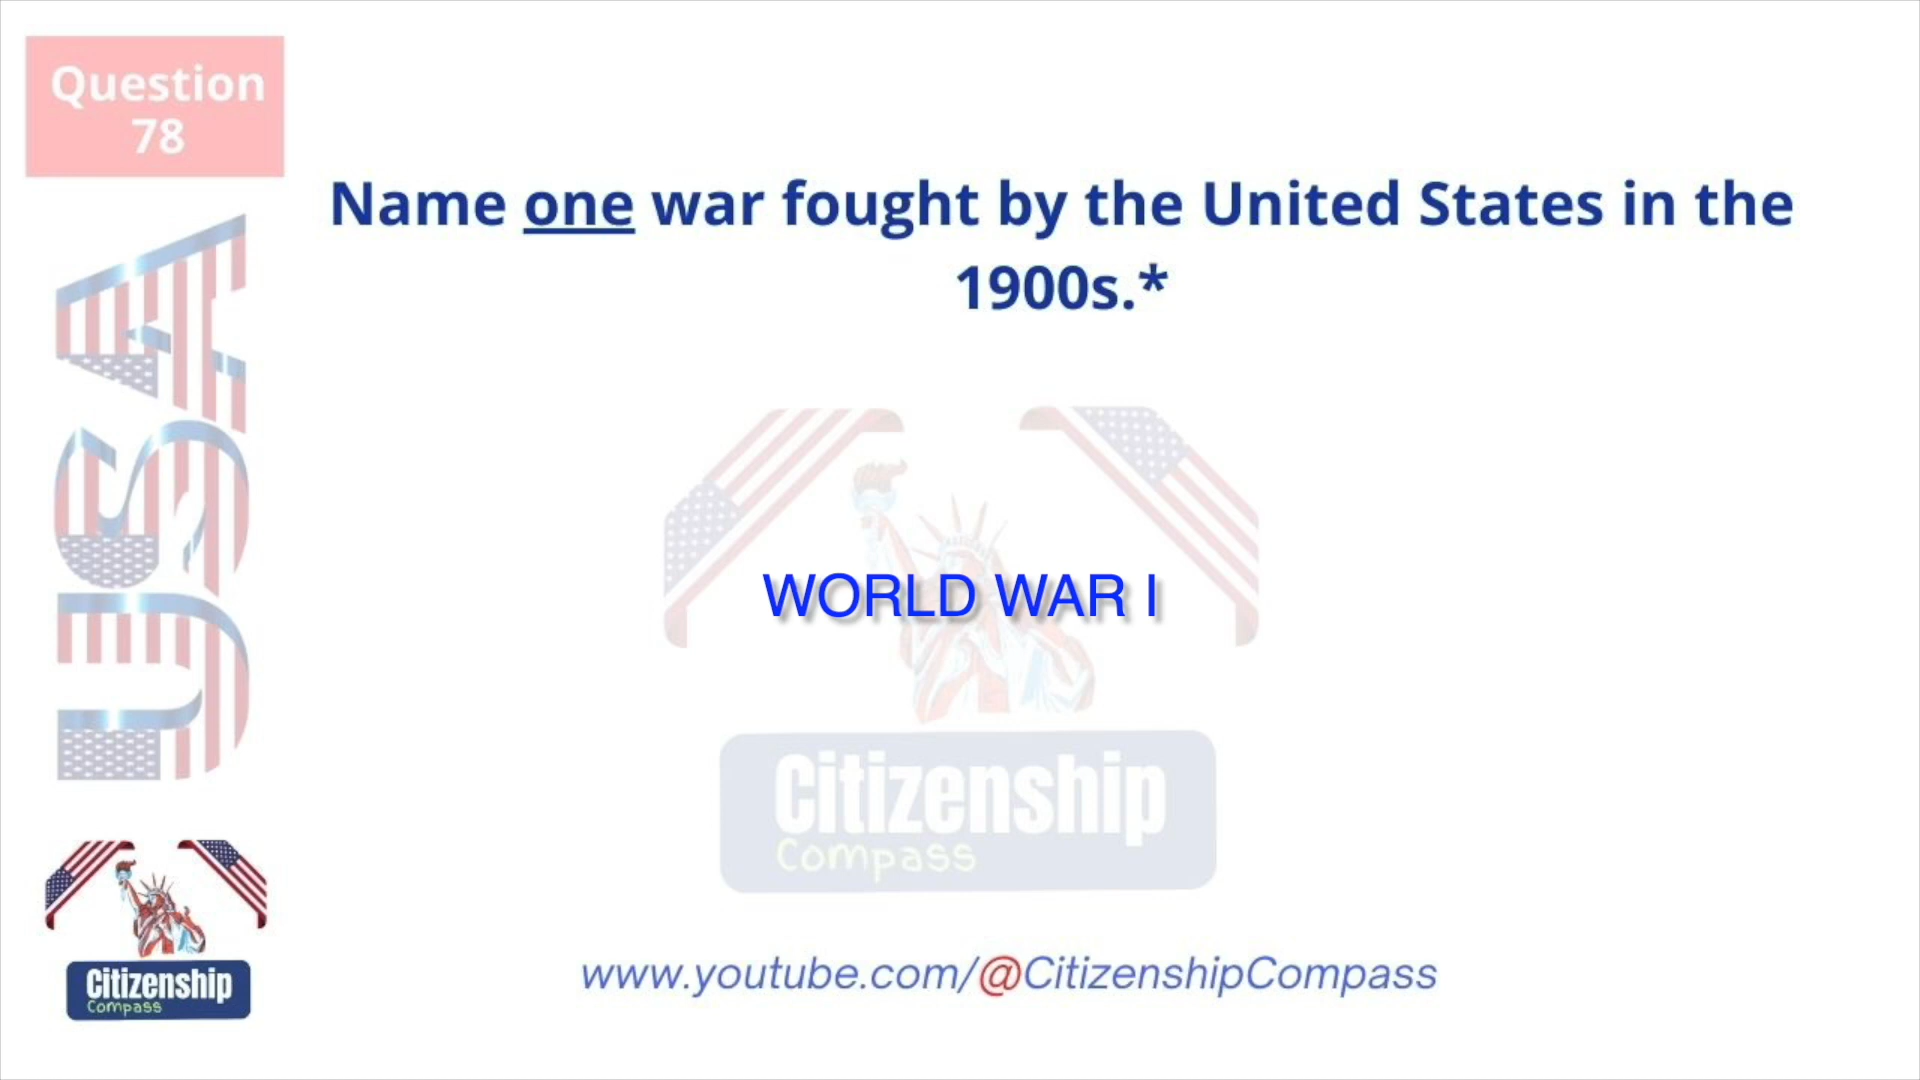 Question
78
Name one war fought by the United States in the
1900s.*
USA
WORLD WAR I
Citizenship
Compass
Citizenship
Compass
www.youtube.com/@CitizenshipCompass